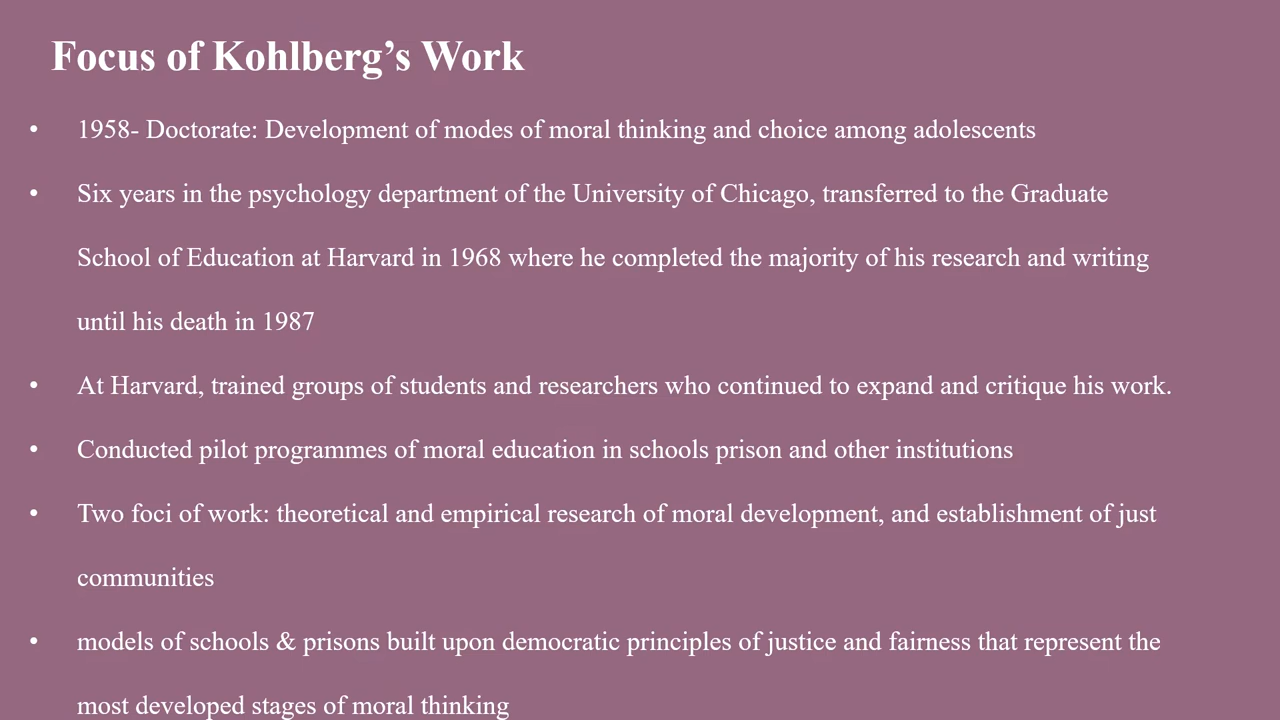 Focus of Kohlberg’s Work
• 1958- Doctorate: Development of modes of moral thinking and choice among adolescents
• Six years in the psychology department of the University of Chicago, transferred to the Graduate
School of Education at Harvard in 1968 where he completed the majority of his research and writing
until his death in 1987
• At Harvard, trained groups of students and researchers who continued to expand and critique his work.
• Conducted pilot programmes of moral education in schools prison and other institutions
• Two foci of work: theoretical and empirical research of moral development, and establishment of just
communities
• models of schools & prisons built upon democratic principles of justice and fairness that represent the
most developed stages of moral thinking